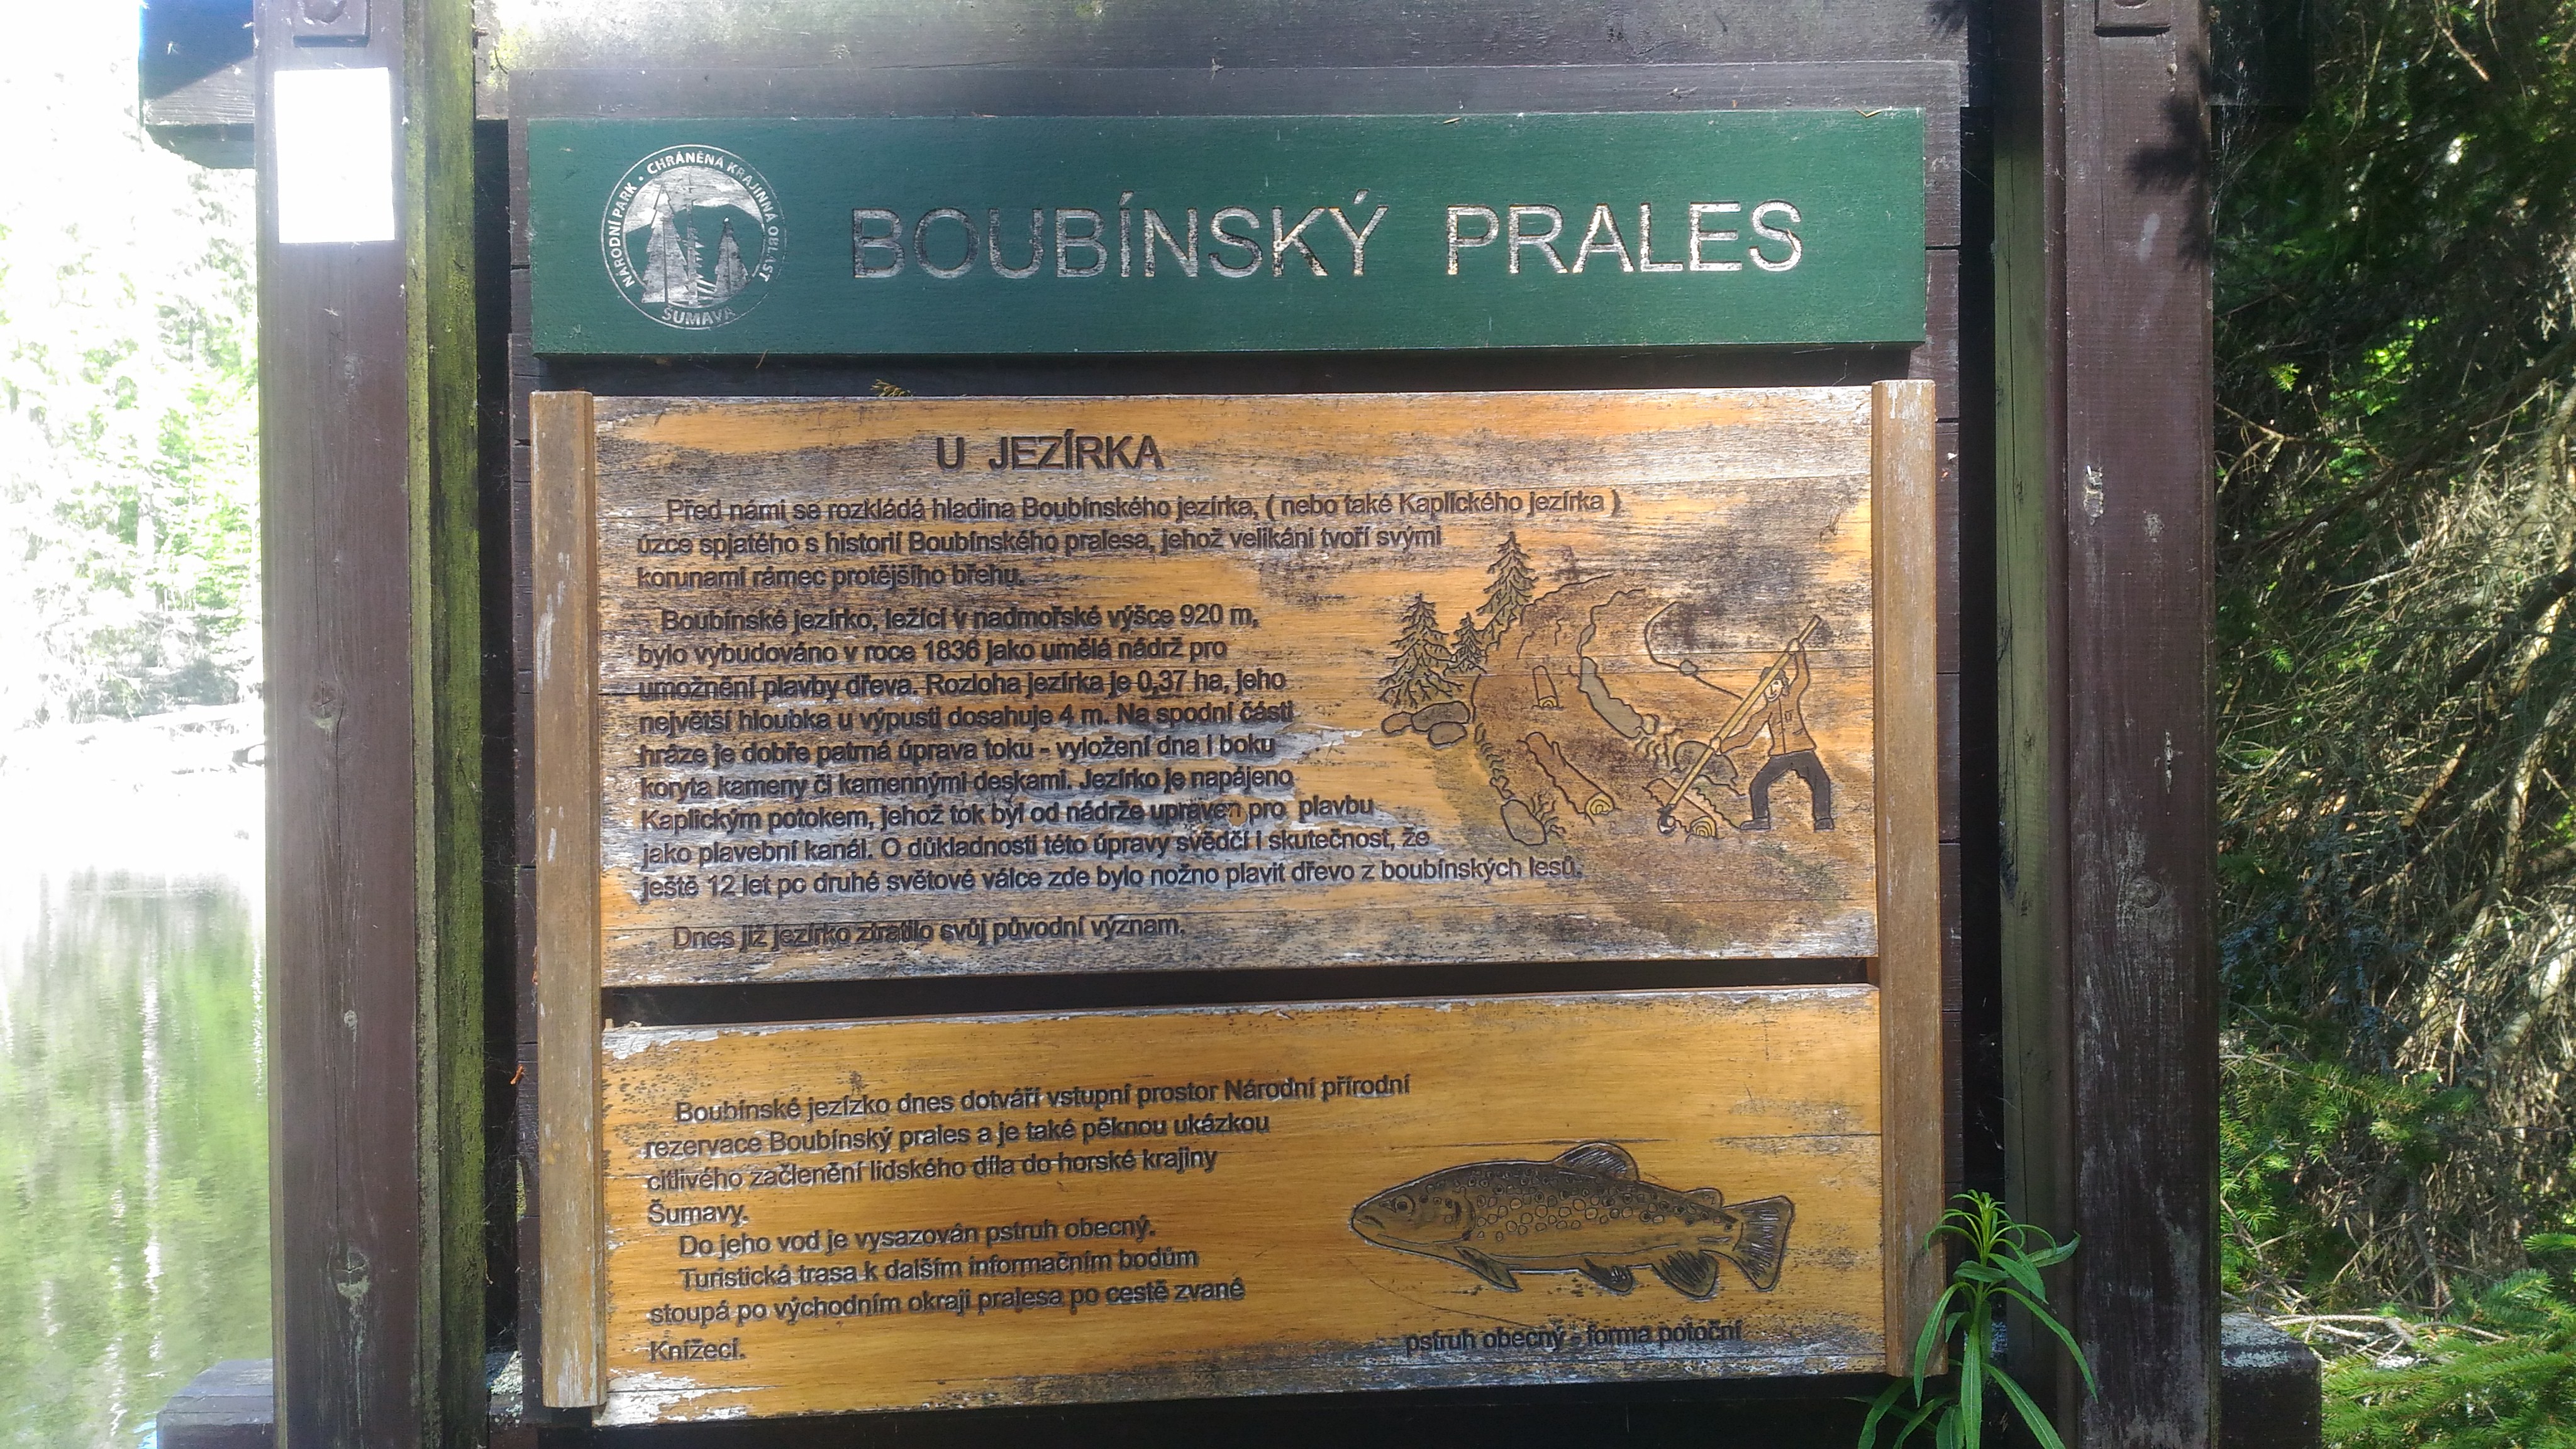 NÁRODNÍ PARK • CHRÁNĚNÁ KRAJINNÁ OBLAST
ŠUMAVA
BOUBÍNSKÝ PRALES
U JEZÍRKA
Před námi se rozkládá hladina Boubínského jezírka, ( nebo také Kaplického jezírka )
úzce spjatého s historií Boubínského pralesa, jehož velikáni tvoří svými
korunami rámec protějšího břehu.
Boubínské jezírko, ležící v nadmořské výšce 920 m,
bylo vybudováno v roce 1836 jako umělá nádrž pro
umožnění plavby dřeva. Rozloha jezírka je 0,37 ha, jeho
největší hloubka u výpusti dosahuje 4 m. Na spodní části
hráze je dobře patrná úprava toku - vyložení dna i boku
koryta kameny či kamennými deskami. Jezírko je napájeno
Kaplickým potokem, jehož tok byl od nádrže upraven pro plavbu
jako plavební kanál. O důkladnosti této úpravy svědčí i skutečnost, že
ještě 12 let po druhé světové válce zde bylo nožno plavit dřevo z boubínských lesů.
Dnes již jezírko ztratilo svůj původní význam.
Boubínské jezízko dnes dotváří vstupní prostor Národní přírodní
rezervace Boubínský prales a je také pěknou ukázkou
citlivého začlenění lidského díla do horské krajiny
Šumavy.
Do jeho vod je vysazován pstruh obecný.
Turistická trasa k dalším informačním bodům
stoupá po východním okraji pralesa po cestě zvané
Knížecí.
pstruh obecný - forma potoční